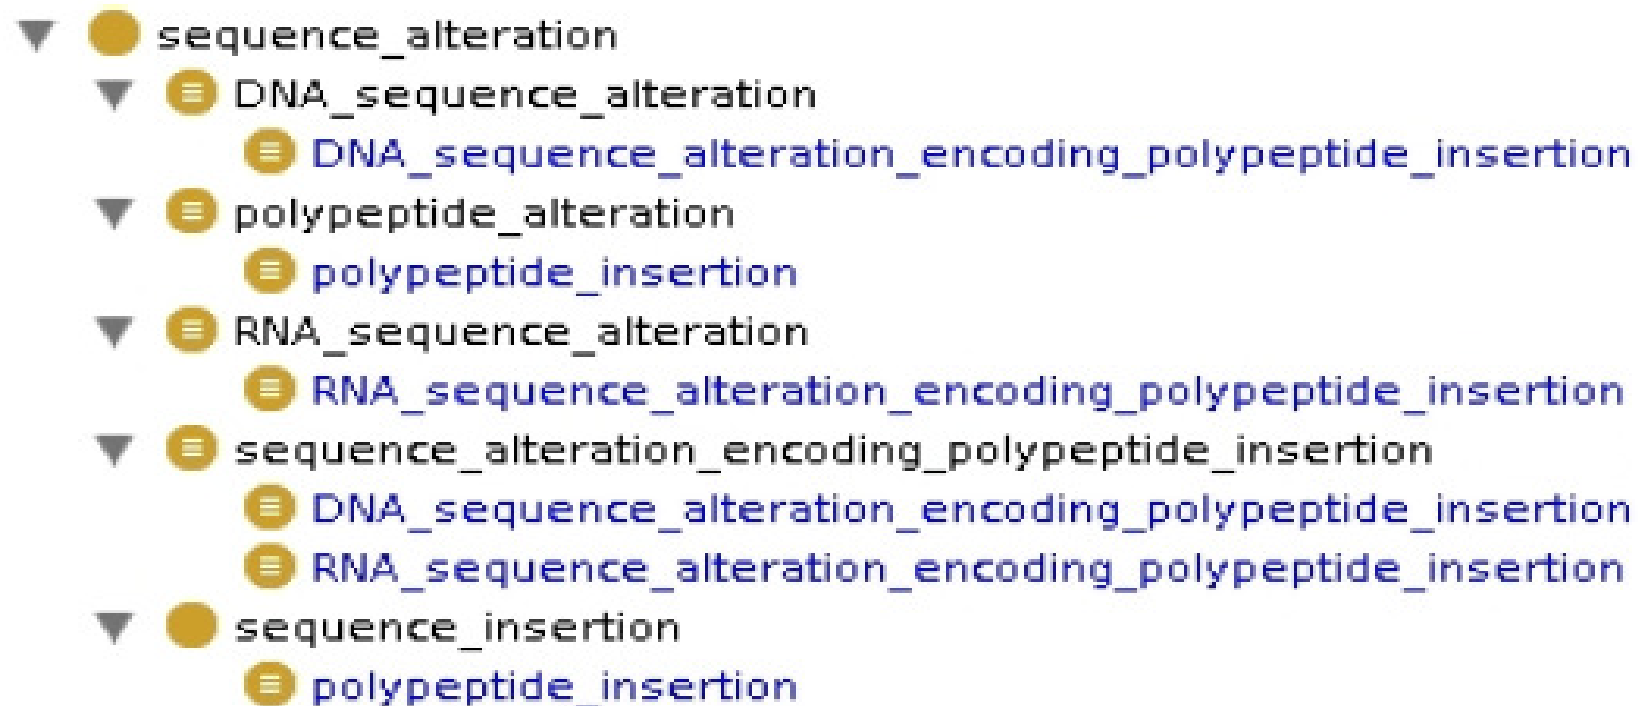 sequence_alteration
DNA_sequence_alteration
DNA_sequence_alteration_encoding_polypeptide_insertion
polypeptide_alteration
polypeptide_insertion
RNA_sequence_alteration
RNA_sequence_alteration_encoding_polypeptide_insertion
sequence_alteration_encoding_polypeptide_insertion
DNA_sequence_alteration_encoding_polypeptide_insertion
RNA_sequence_alteration_encoding_polypeptide_insertion
sequence_insertion
polypeptide_insertion